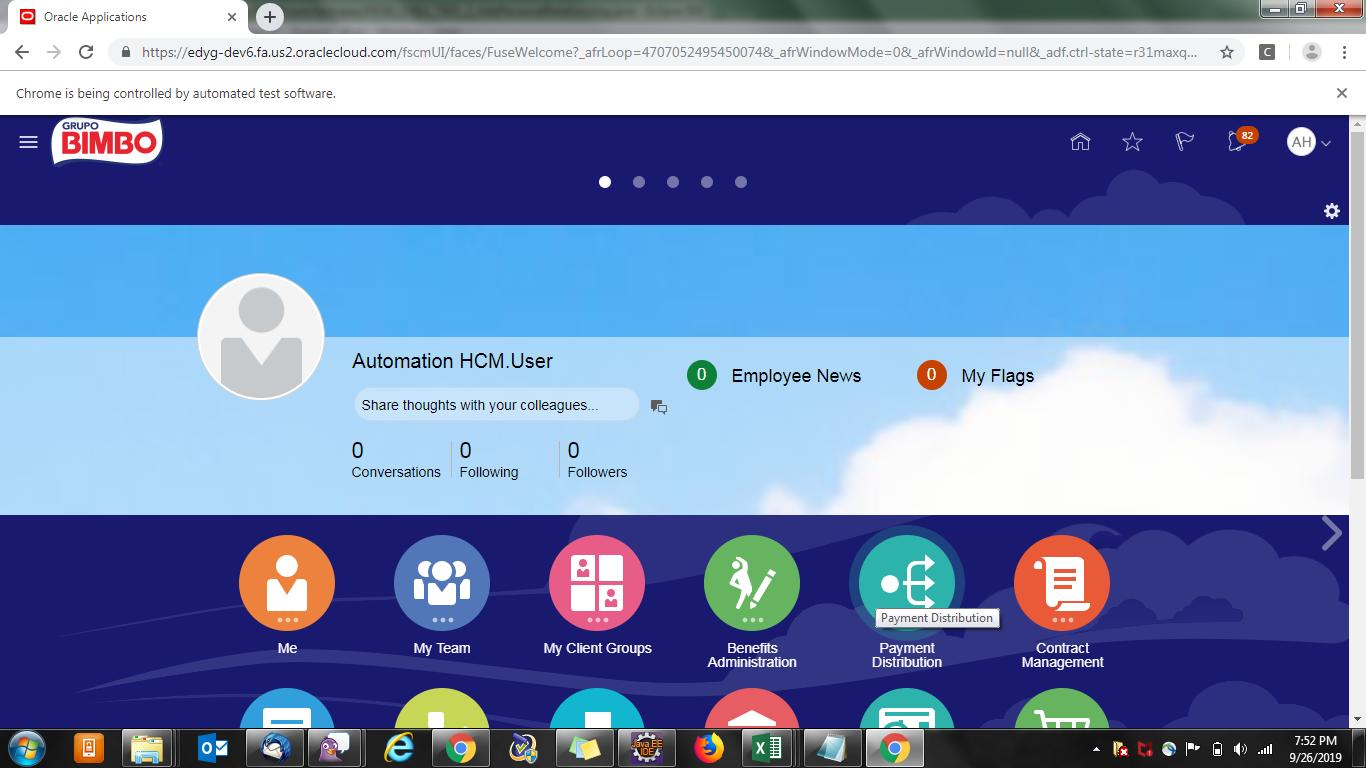 Oracle Applications
https://edyg-dev6.fa.us2.oraclecloud.com/fscmUI/faces/FuseWelcome?_afrLoop=4707052495450074&_afrWindowMode=0&_afrWindowId=null&_adf.ctrl-state=r31maxq...
C
Chrome is being controlled by automated test software.
GRUPO
BIMBO
82
AH
Automation HCM.User
0 Employee News
0 My Flags
Share thoughts with your colleagues...
0 0 0
Conversations Following Followers
Payment Distribution
Me
My Team
My Client Groups
Benefits
Administration
Payment
Distribution
Contract
Management
Java EE
IDE
7:52 PM
9/26/2019